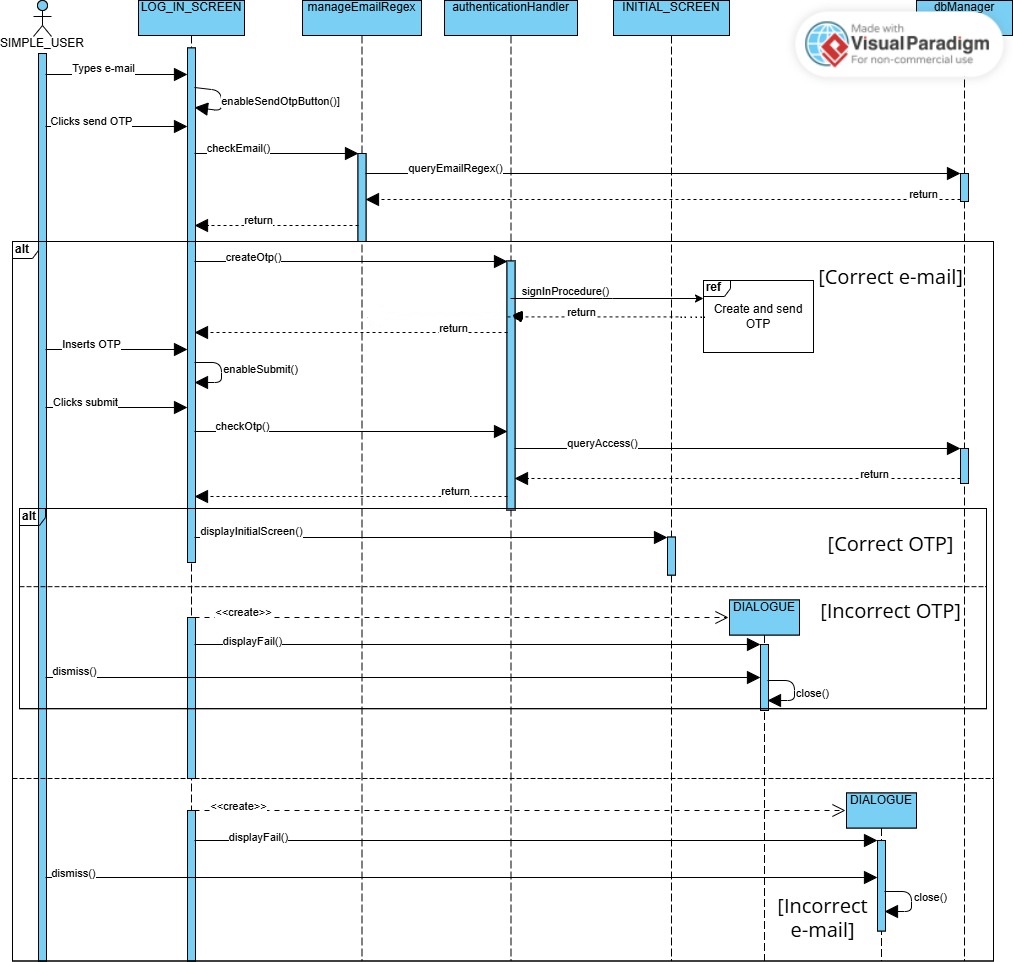 LOG_IN_SCREEN
manageEmailRegex
authenticationHandler
INITIAL_SCREEN
dbManager
Made with
VisualParadigm
For non-commercial use
SIMPLE_USER
Types e-mail
enableSendOtpButton()]
Clicks send OTP
checkEmail()
queryEmailRegex()
return
return
alt
createOtp()
[Correct e-mail]
ref
signInProcedure()
Create and send
OTP
return
return
Inserts OTP
enableSubmit()
Clicks submit
checkOtp()
queryAccess()
return
return
alt
displayInitialScreen()
[Correct OTP]
<<create>>
DIALOGUE
[Incorrect OTP]
displayFail()
dismiss()
close()
<<create>>
DIALOGUE
displayFail()
dismiss()
close()
[Incorrect
e-mail]